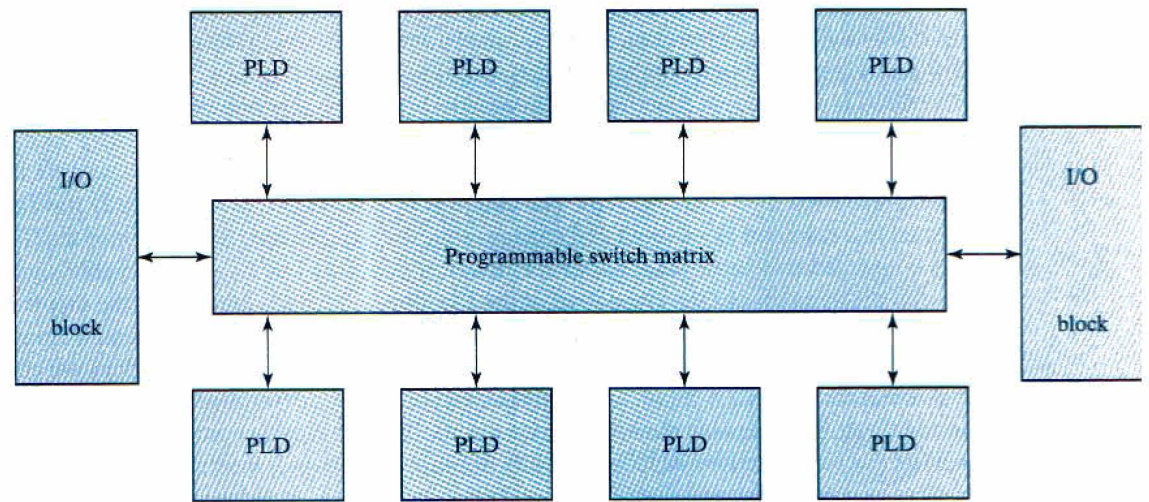 PLD PLD PLD PLD
I/O I/O
Programmable switch matrix
block block
PLD PLD PLD PLD